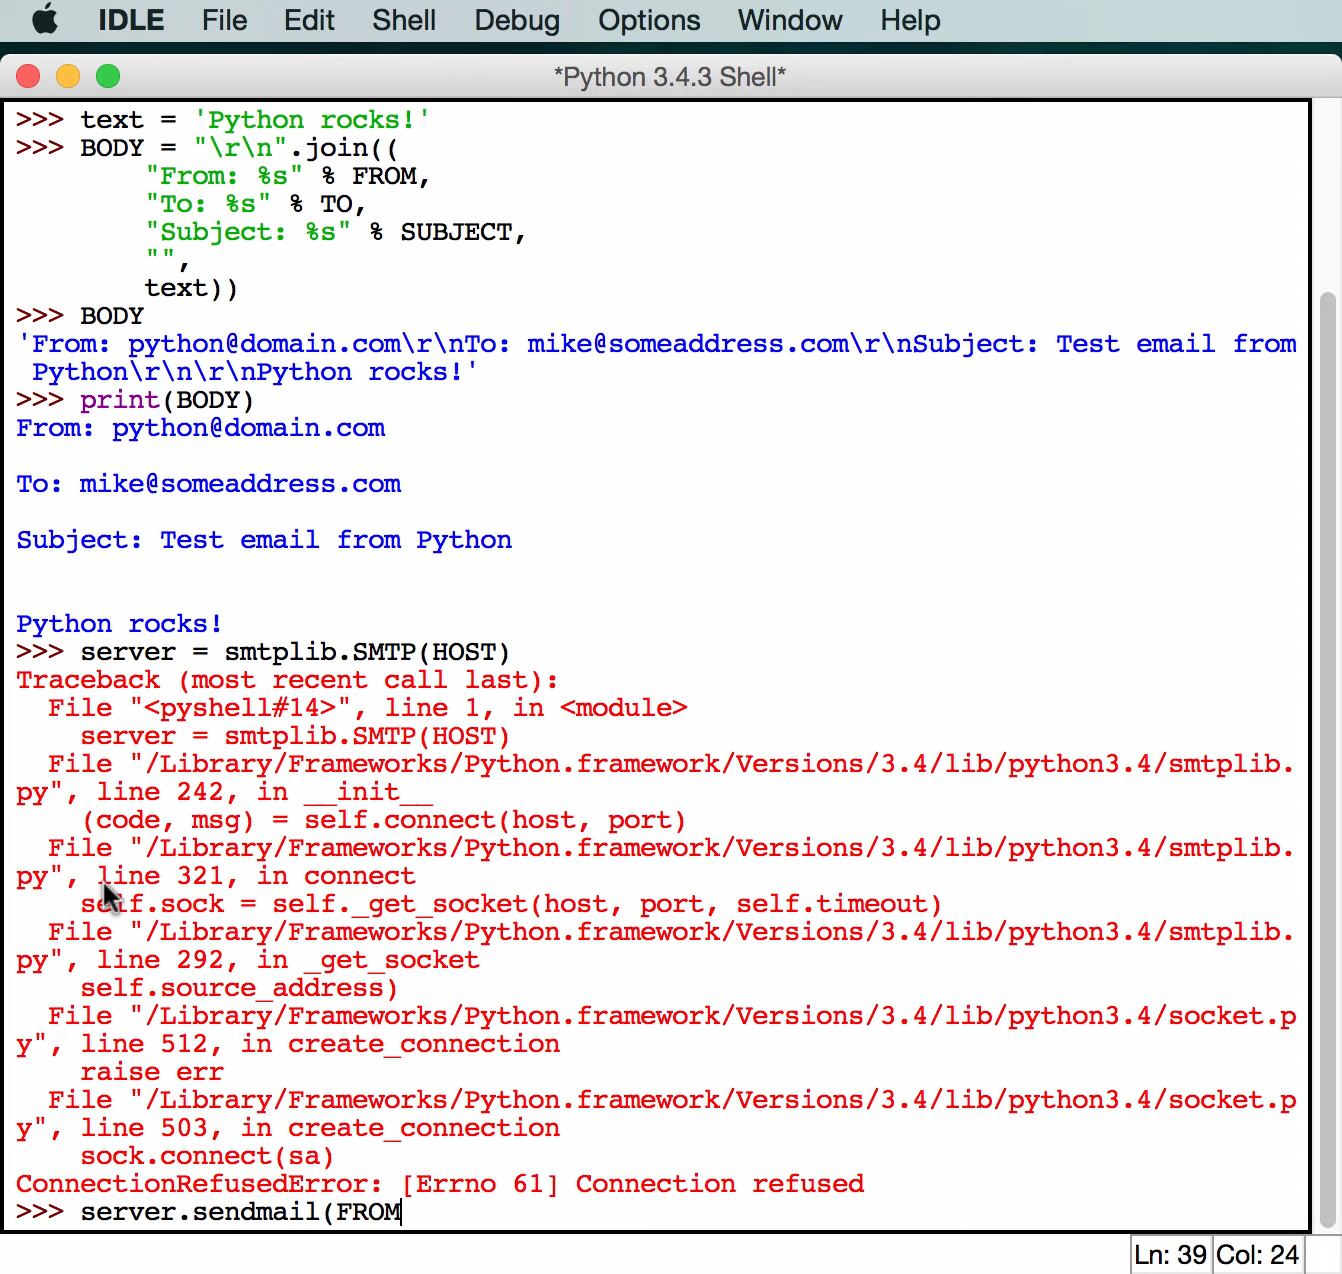 IDLE File Edit Shell Debug Options Window Help
*Python 3.4.3 Shell*
>>> text = 'Python rocks!'
>>> BODY = "\r\n".join((
"From: %s" % FROM,
"To: %s" % TO,
"Subject: %s" % SUBJECT,
"",
text))
>>> BODY
'From: python@domain.com\r\nTo: mike@someaddress.com\r\nSubject: Test email from
Python\r\n\r\nPython rocks!'
>>> print(BODY)
From: python@domain.com
To: mike@someaddress.com
Subject: Test email from Python
Python rocks!
>>> server = smtplib.SMTP(HOST)
Traceback (most recent call last):
File "<pyshell#14>", line 1, in <module>
server = smtplib.SMTP(HOST)
File "/Library/Frameworks/Python.framework/Versions/3.4/lib/python3.4/smtplib.
py", line 242, in __init__
(code, msg) = self.connect(host, port)
File "/Library/Frameworks/Python.framework/Versions/3.4/lib/python3.4/smtplib.
py", line 321, in connect
self.sock = self._get_socket(host, port, self.timeout)
File "/Library/Frameworks/Python.framework/Versions/3.4/lib/python3.4/smtplib.
py", line 292, in _get_socket
self.source_address)
File "/Library/Frameworks/Python.framework/Versions/3.4/lib/python3.4/socket.p
y", line 512, in create_connection
raise err
File "/Library/Frameworks/Python.framework/Versions/3.4/lib/python3.4/socket.p
y", line 503, in create_connection
sock.connect(sa)
ConnectionRefusedError: [Errno 61] Connection refused
>>> server.sendmail(FROM
Ln: 39 Col: 24